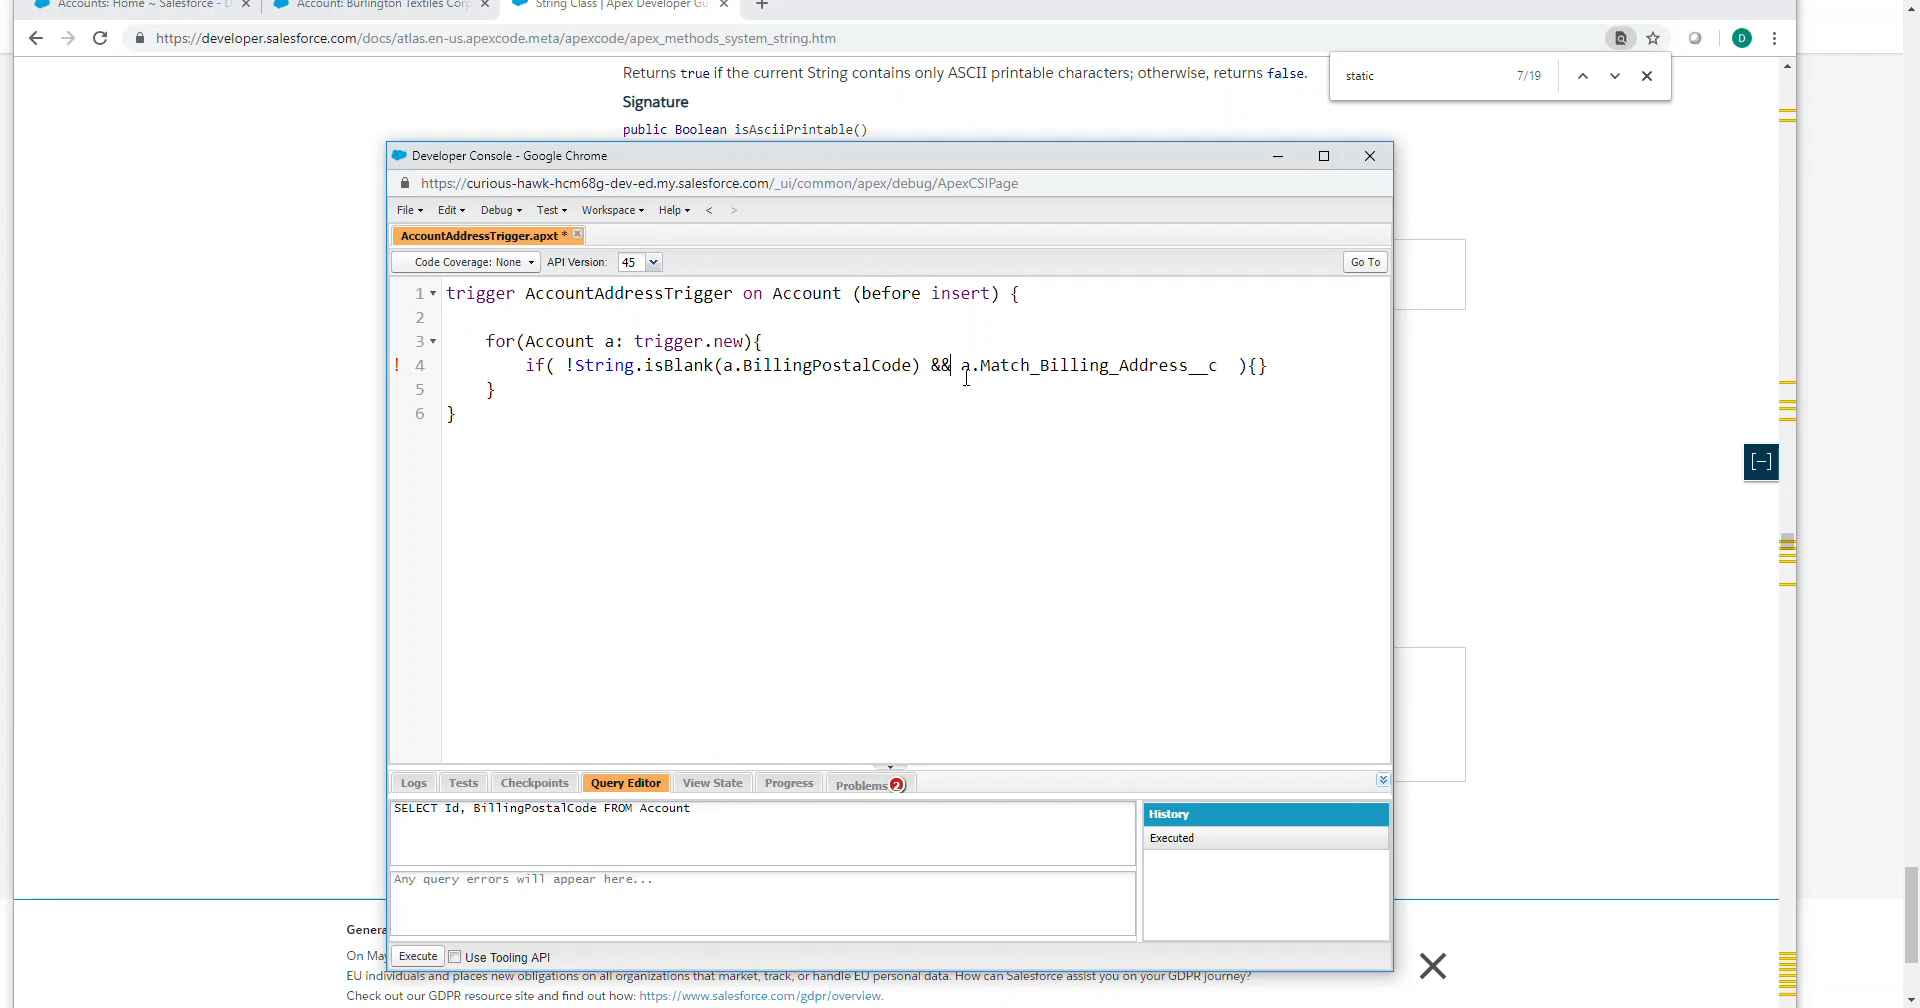 Accounts: Home ~ Salesforce - D
Account: Burlington Textiles Corp
String Class | Apex Developer Gu
https://developer.salesforce.com/docs/atlas.en-us.apexcode.meta/apexcode/apex_methods_system_string.htm
D
static 7/19
Returns true if the current String contains only ASCII printable characters; otherwise, returns false.
Signature
public Boolean isAsciiPrintable()
Developer Console - Google Chrome
https://curious-hawk-hcm68g-dev-ed.my.salesforce.com/_ui/common/apex/debug/ApexCSIPage
File Edit Debug Test Workspace Help < >
AccountAddressTrigger.apxt *
Code Coverage: None API Version: 45 Go To
1 trigger AccountAddressTrigger on Account (before insert) {
2
3 for(Account a: trigger.new){
! 4 if( !String.isBlank(a.BillingPostalCode) && a.Match_Billing_Address__c ){}
5 }
6 }
[−]
Logs Tests Checkpoints Query Editor View State Progress Problems 2
SELECT Id, BillingPostalCode FROM Account
History
Executed
Any query errors will appear here...
Execute Use Tooling API
Genera
On May
EU individuals and places new obligations on all organizations that market, track, or handle EU personal data. How can Salesforce assist you on your GDPR journey?
Check out our GDPR resource site and find out how: https://www.salesforce.com/gdpr/overview.